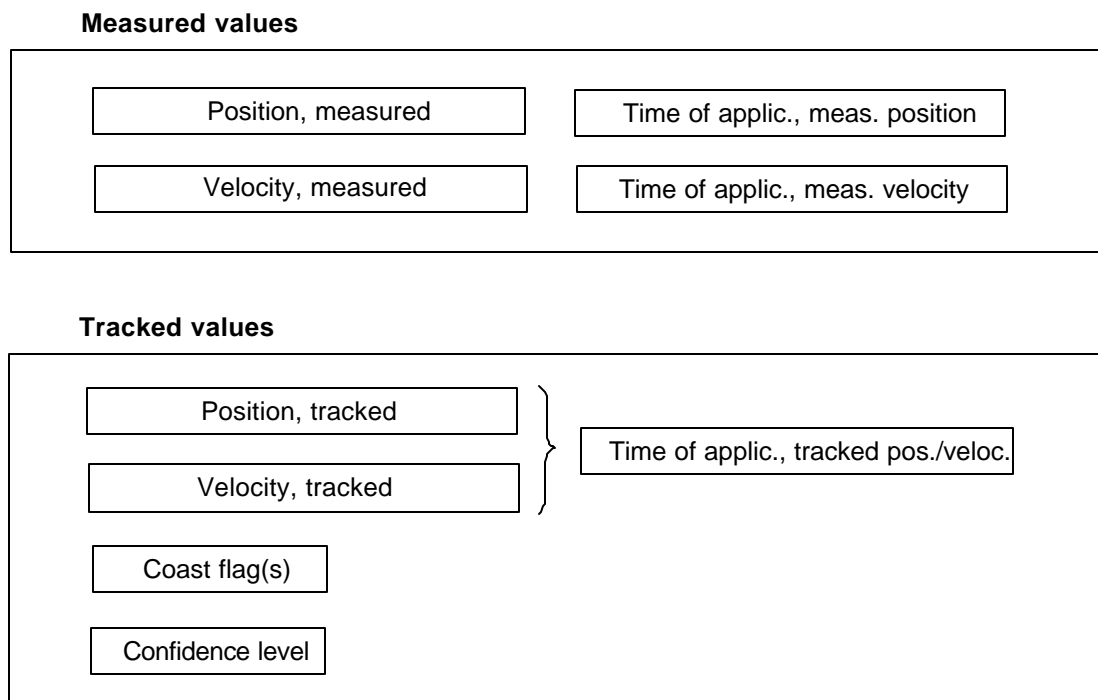 Measured values
Position, measured
Time of applic., meas. position
Velocity, measured
Time of applic., meas. velocity
Tracked values
Position, tracked
Time of applic., tracked pos./veloc.
Velocity, tracked
Coast flag(s)
Confidence level